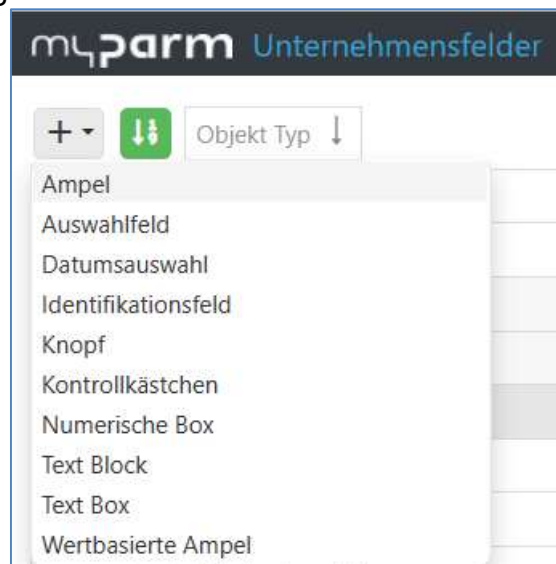 myparm Unternehmensfelder
Objekt Typ
Ampel
Auswahlfeld
Datumsauswahl
Identifikationsfeld
Knopf
Kontrollkästchen
Numerische Box
Text Block
Text Box
Wertbasierte Ampel